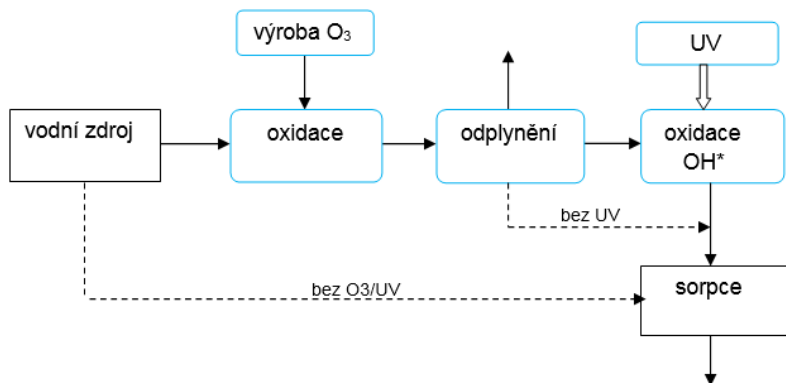 výroba O₃
UV
vodní zdroj
oxidace
odplynění
oxidace
OH*
bez UV
bez O3/UV
sorpce